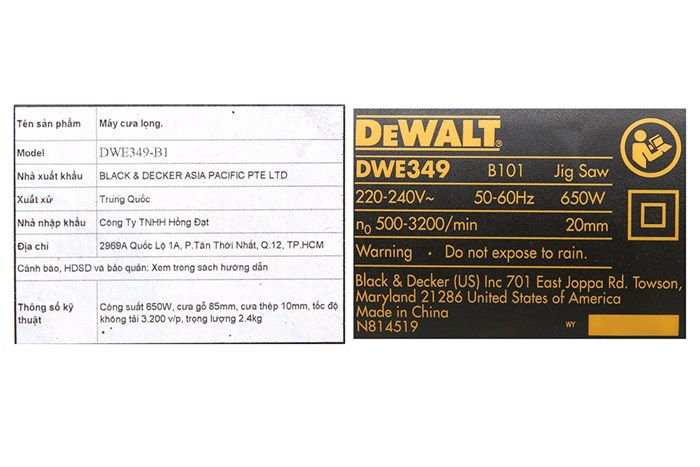 Tên sản phẩm Máy cưa lọng.
Model DWE349-B1
Nhà xuất khẩu BLACK & DECKER ASIA PACIFIC PTE LTD
Xuất xứ Trung Quốc
Nhà nhập khẩu Công Ty TNHH Hồng Đạt
Địa chỉ 2969A Quốc Lộ 1A, P.Tân Thới Nhất, Q.12, TP.HCM
Cảnh báo, HDSD và bảo quản: Xem trong sách hướng dẫn
Thông số kỹ thuật Công suất 650W, cưa gỗ 85mm, cưa thép 10mm, tốc độ
không tải 3.200 v/p, trọng lượng 2.4kg
DEWALT®
DWE349 B101 Jig Saw
220-240V~ 50-60Hz 650W
n₀ 500-3200/min 20mm
Warning · Do not expose to rain.
Black & Decker (US) Inc 701 East Joppa Rd. Towson,
Maryland 21286 United States of America
Made in China
N814519 WY